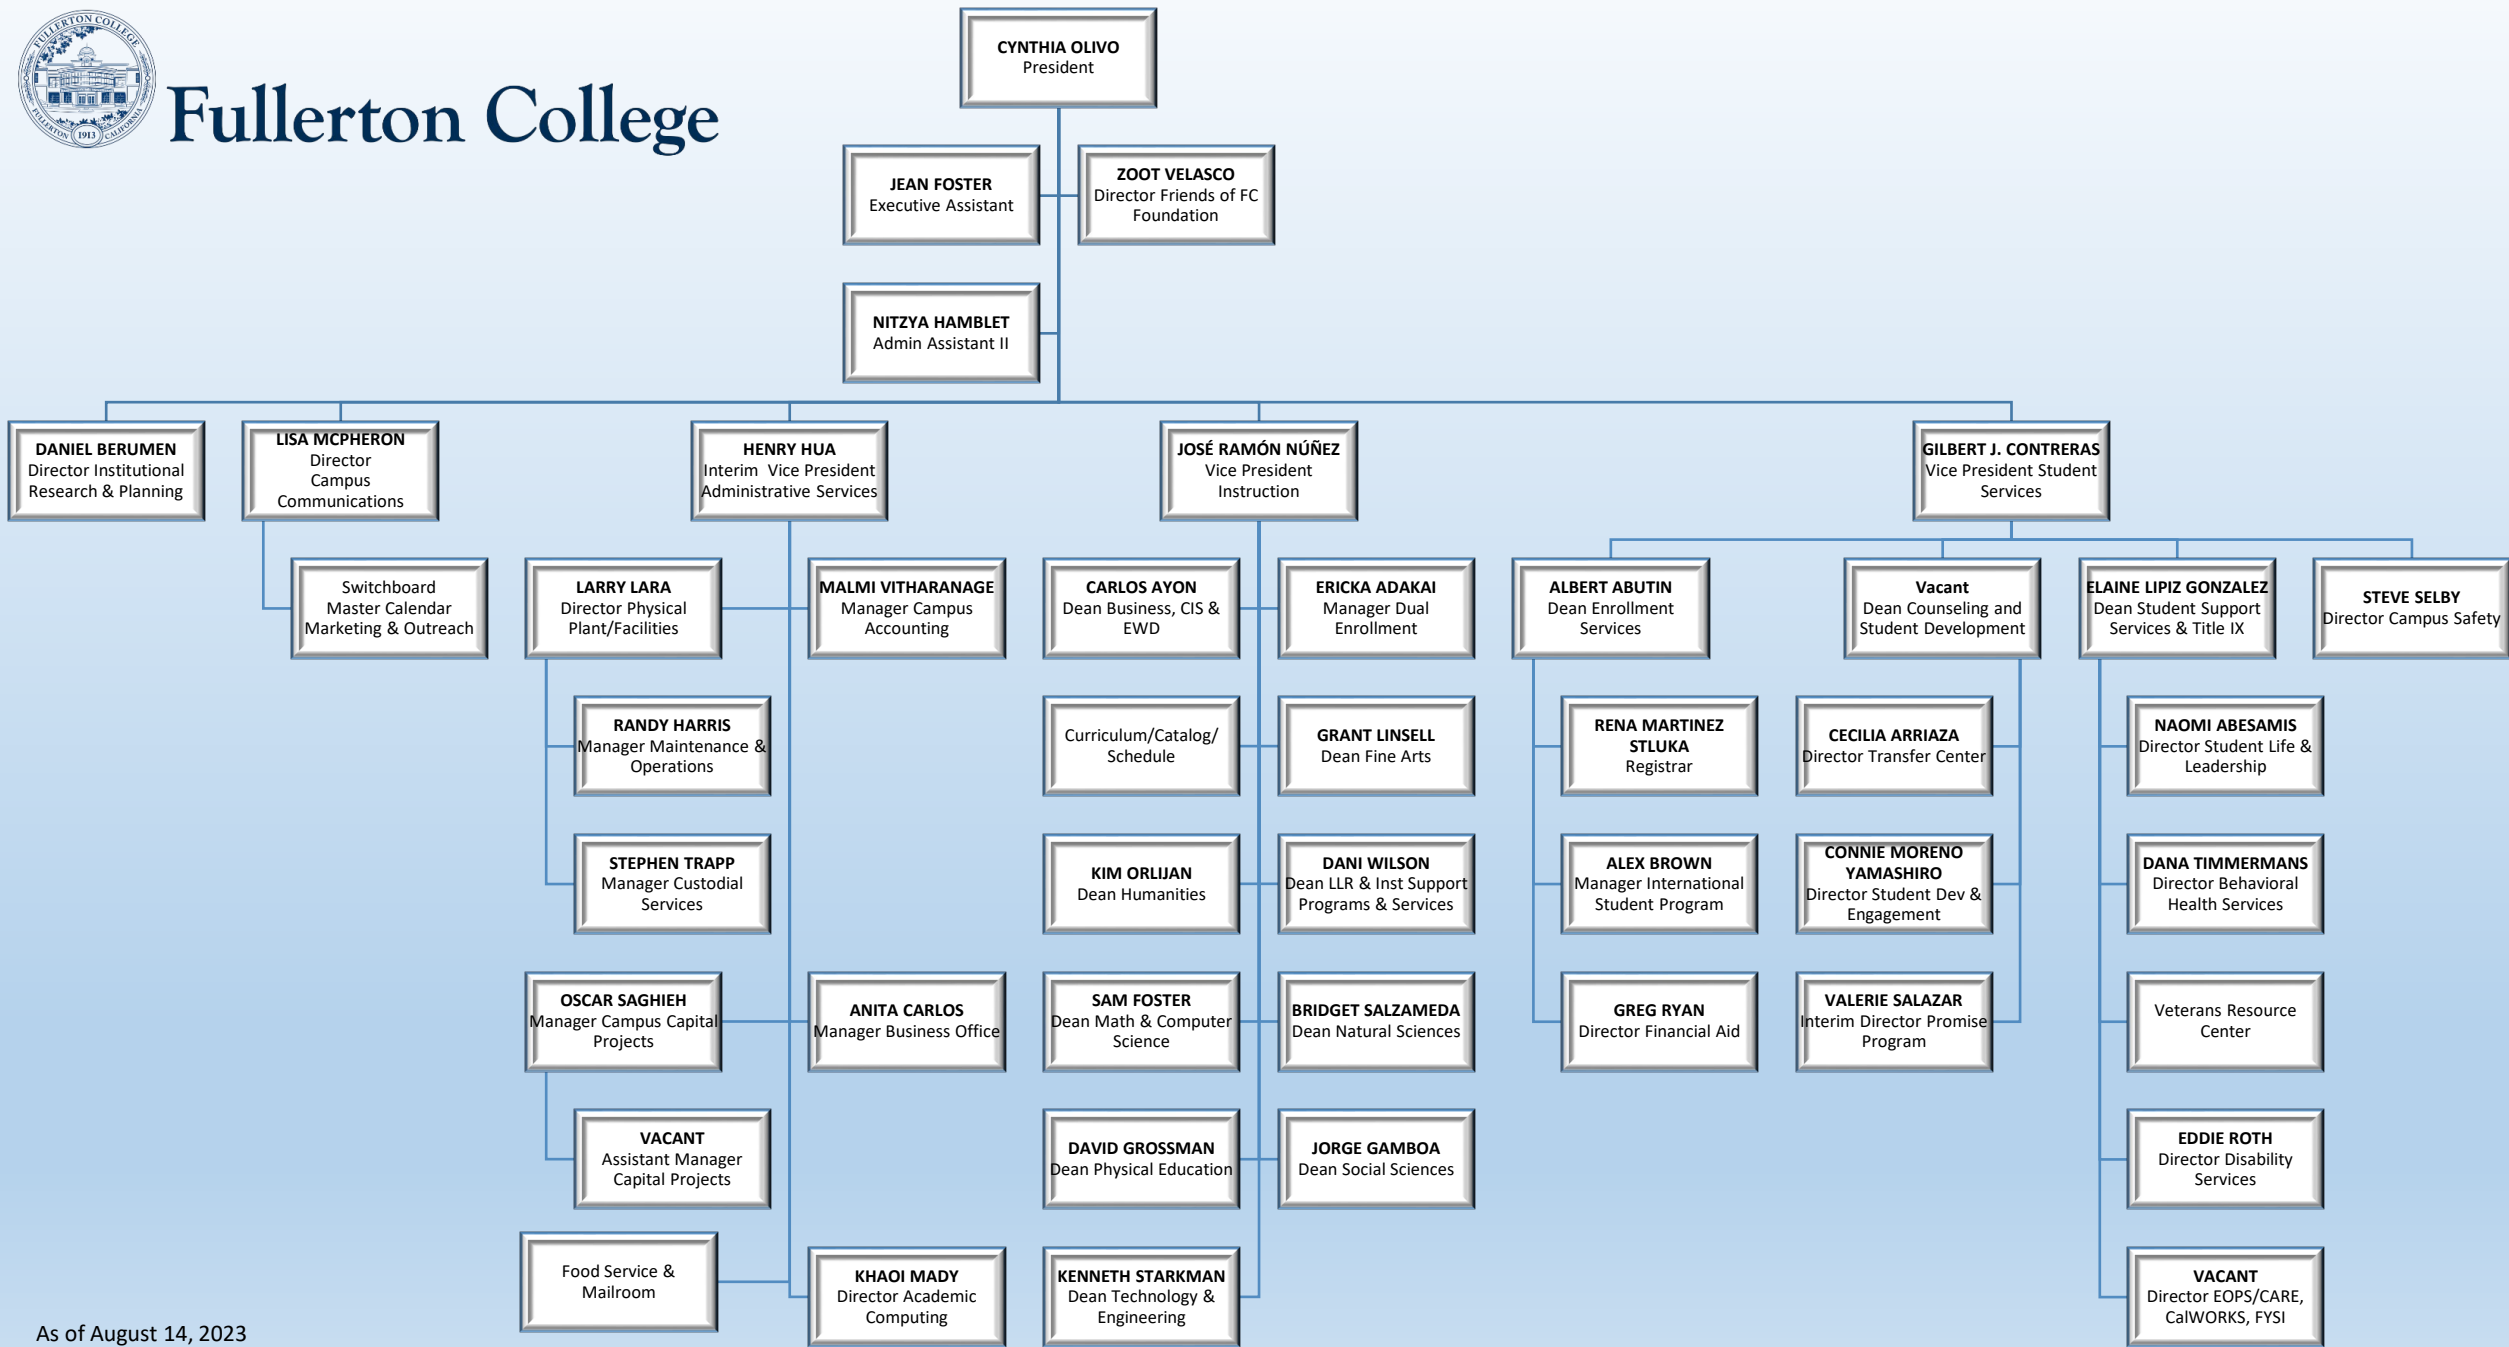 FULLERTON COLLEGE
FULLERTON CALIFORNIA
1913
Fullerton College
CYNTHIA OLIVO
President
JEAN FOSTER
Executive Assistant
ZOOT VELASCO
Director Friends of FC
Foundation
NITZYA HAMBLET
Admin Assistant II
DANIEL BERUMEN
Director Institutional
Research & Planning
LISA MCPHERON
Director
Campus
Communications
HENRY HUA
Interim  Vice President
Administrative Services
JOSÉ RAMÓN NÚÑEZ
Vice President
Instruction
GILBERT J. CONTRERAS
Vice President Student
Services
Switchboard
Master Calendar
Marketing & Outreach
LARRY LARA
Director Physical
Plant/Facilities
MALMI VITHARANAGE
Manager Campus
Accounting
CARLOS AYON
Dean Business, CIS &
EWD
ERICKA ADAKAI
Manager Dual
Enrollment
ALBERT ABUTIN
Dean Enrollment
Services
Vacant
Dean Counseling and
Student Development
ELAINE LIPIZ GONZALEZ
Dean Student Support
Services & Title IX
STEVE SELBY
Director Campus Safety
RANDY HARRIS
Manager Maintenance &
Operations
Curriculum/Catalog/
Schedule
GRANT LINSELL
Dean Fine Arts
RENA MARTINEZ
STLUKA
Registrar
CECILIA ARRIAZA
Director Transfer Center
NAOMI ABESAMIS
Director Student Life &
Leadership
STEPHEN TRAPP
Manager Custodial
Services
KIM ORLIJAN
Dean Humanities
DANI WILSON
Dean LLR & Inst Support
Programs & Services
ALEX BROWN
Manager International
Student Program
CONNIE MORENO
YAMASHIRO
Director Student Dev &
Engagement
DANA TIMMERMANS
Director Behavioral
Health Services
OSCAR SAGHIEH
Manager Campus Capital
Projects
ANITA CARLOS
Manager Business Office
SAM FOSTER
Dean Math & Computer
Science
BRIDGET SALZAMEDA
Dean Natural Sciences
GREG RYAN
Director Financial Aid
VALERIE SALAZAR
Interim Director Promise
Program
Veterans Resource
Center
VACANT
Assistant Manager
Capital Projects
DAVID GROSSMAN
Dean Physical Education
JORGE GAMBOA
Dean Social Sciences
EDDIE ROTH
Director Disability
Services
Food Service &
Mailroom
KHAOI MADY
Director Academic
Computing
KENNETH STARKMAN
Dean Technology &
Engineering
VACANT
Director EOPS/CARE,
CalWORKS, FYSI
As of August 14, 2023